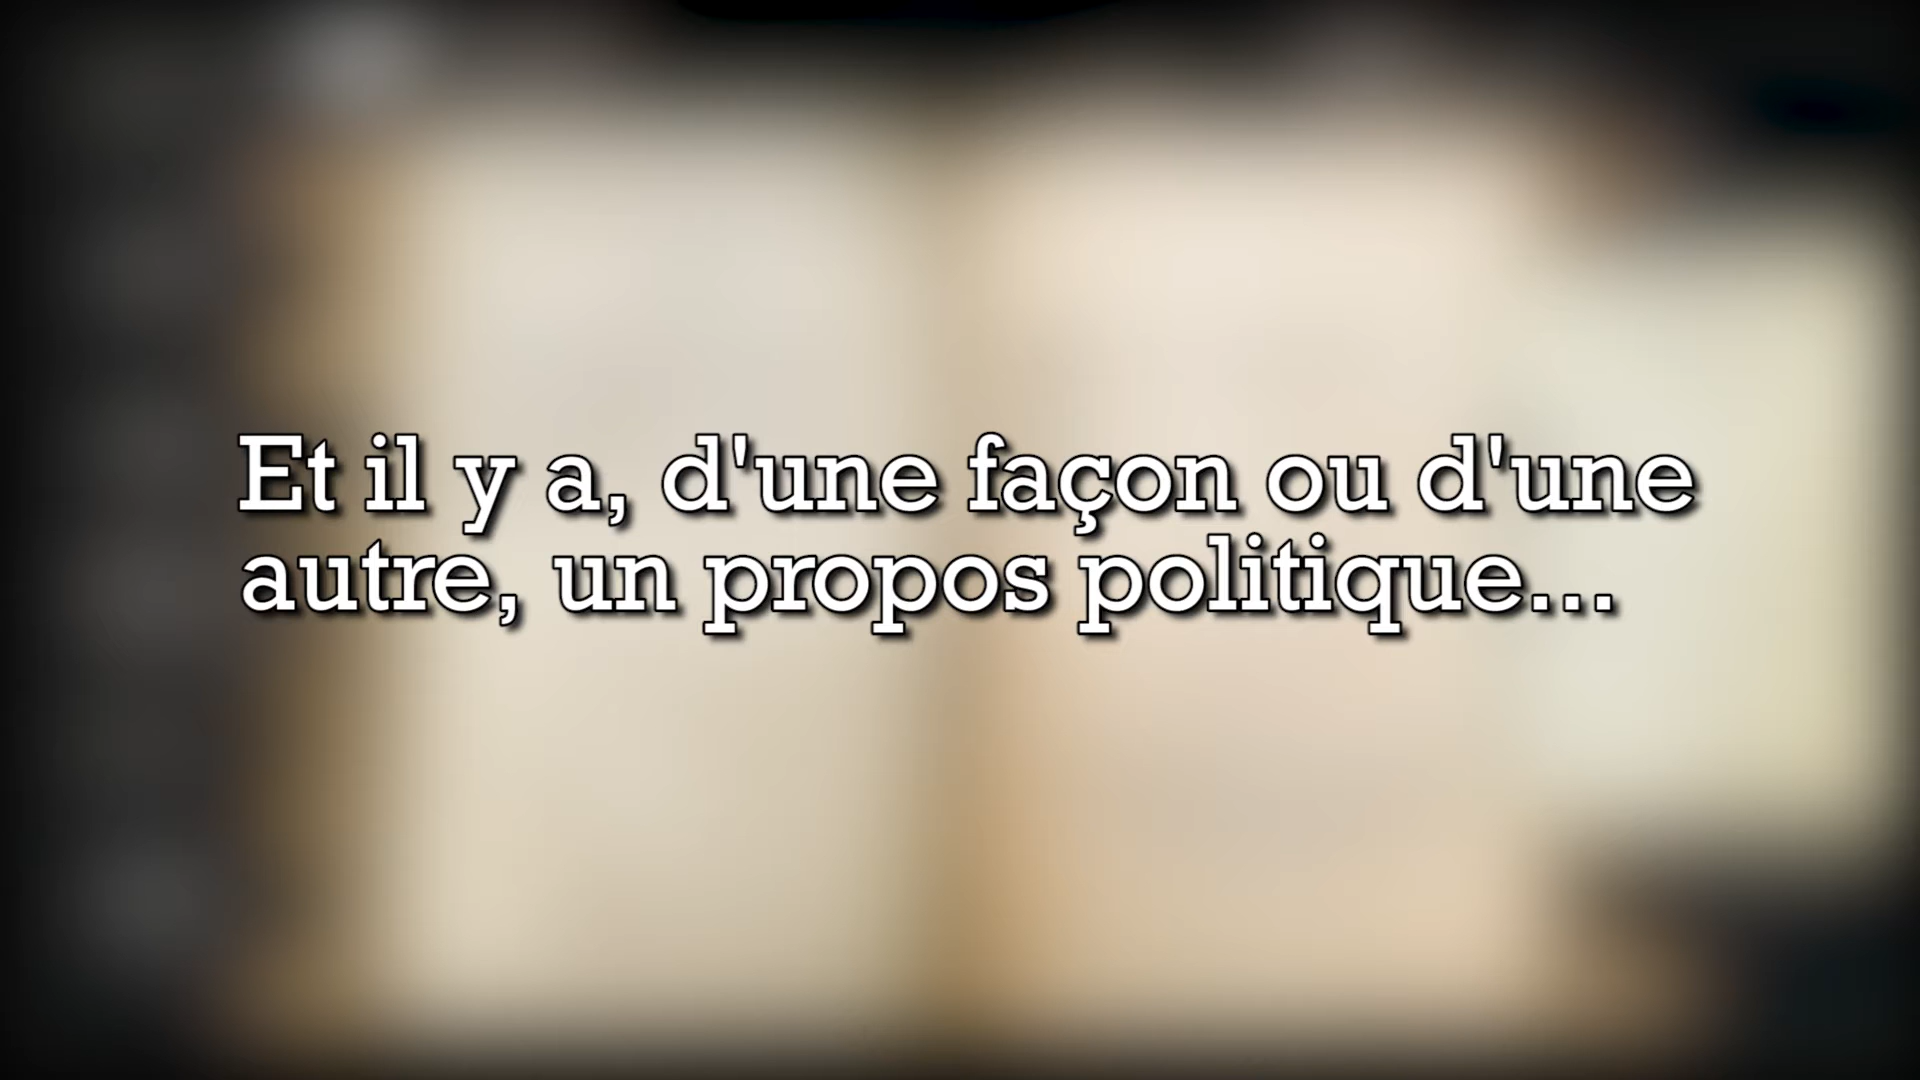 Et il y a, d'une façon ou d'une
autre, un propos politique...